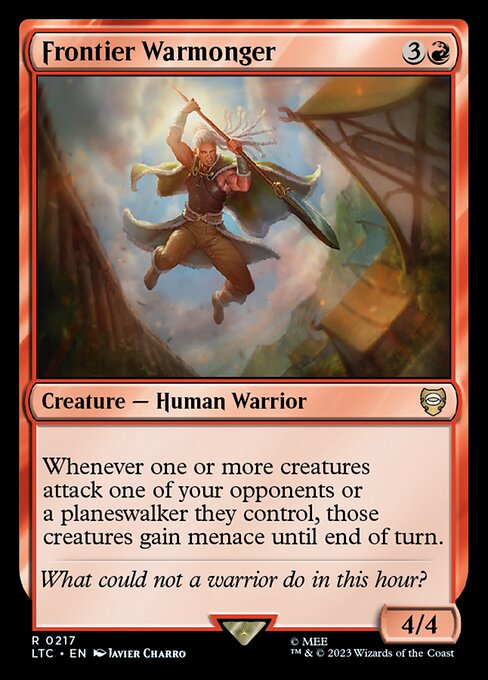 Frontier Warmonger 3
Creature — Human Warrior
Whenever one or more creatures
attack one of your opponents or
a planeswalker they control, those
creatures gain menace until end of turn.
What could not a warrior do in this hour?
4/4
R 0217
LTC • EN Javier Charro
© MEE
™ & © 2023 Wizards of the Coast